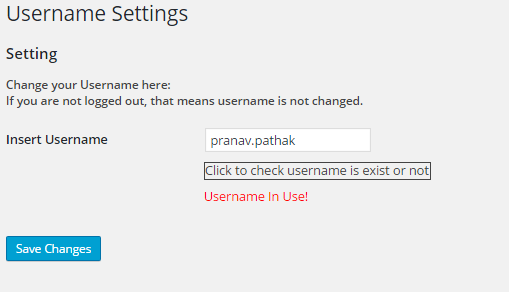 Username Settings
Setting
Change your Username here:
If you are not logged out, that means username is not changed.
Insert Username
pranav.pathak
Click to check username is exist or not
Username In Use!
Save Changes